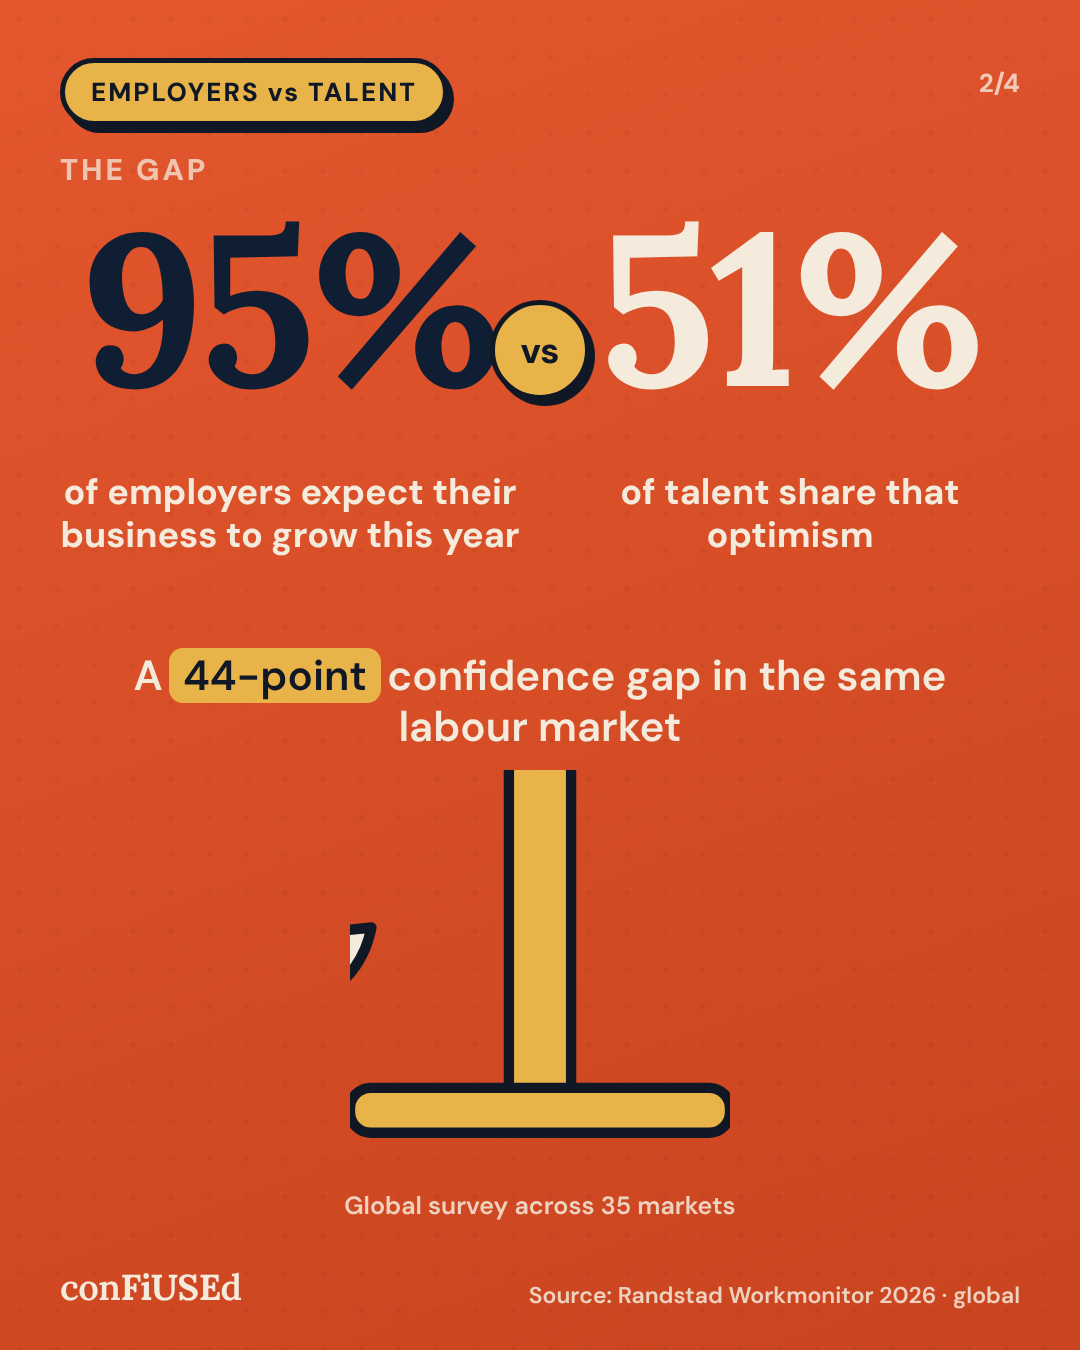 EMPLOYERS vs TALENT
2/4
THE GAP
95%
vs
51%
of employers expect their
business to grow this year
of talent share that
optimism
A 44-point confidence gap in the same
labour market
Global survey across 35 markets
conFiUSEd
Source: Randstad Workmonitor 2026 · global